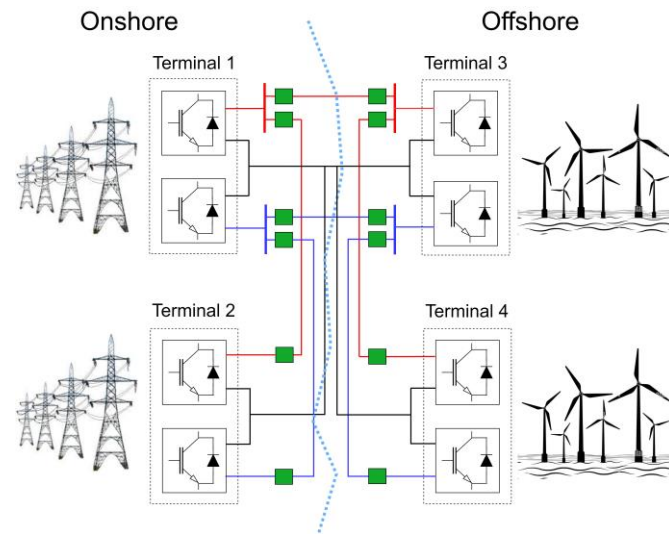 Onshore
Offshore
Terminal 1
Terminal 3
Terminal 2
Terminal 4